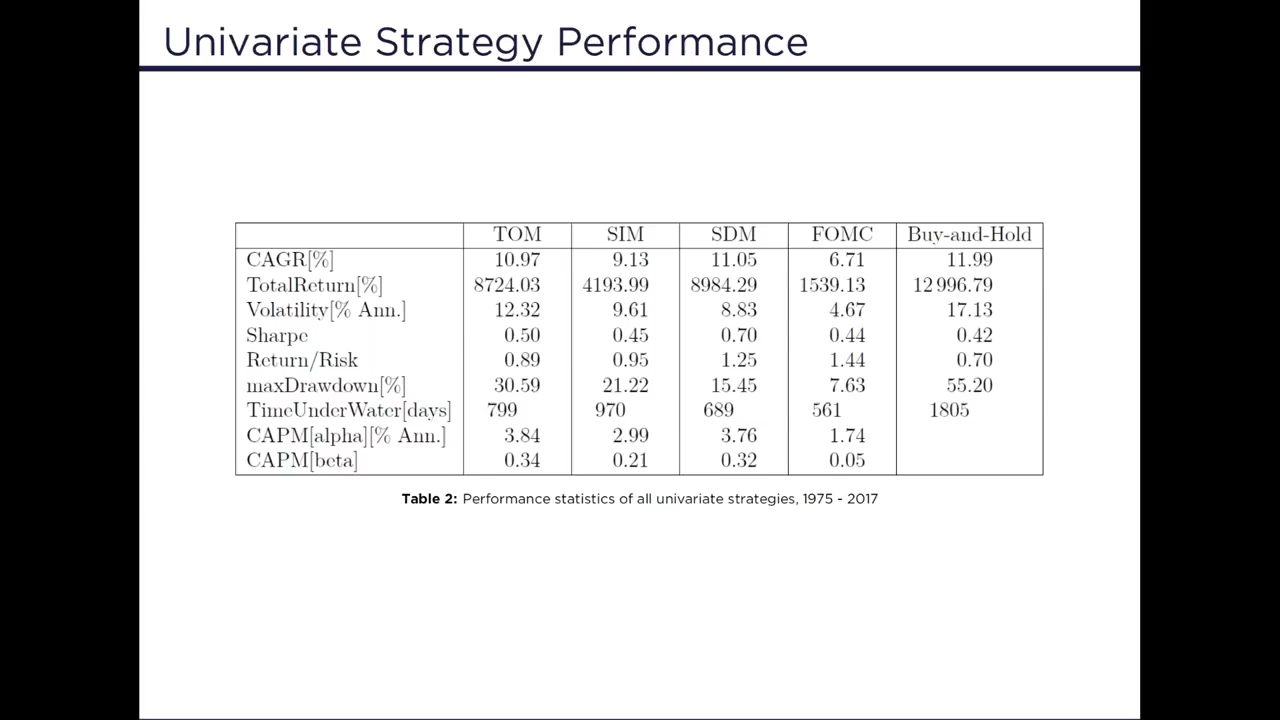 Univariate Strategy Performance
TOM SIM SDM FOMC Buy-and-Hold
CAGR[%] 10.97 9.13 11.05 6.71 11.99
TotalReturn[%] 8724.03 4193.99 8984.29 1539.13 12 996.79
Volatility[% Ann.] 12.32 9.61 8.83 4.67 17.13
Sharpe 0.50 0.45 0.70 0.44 0.42
Return/Risk 0.89 0.95 1.25 1.44 0.70
maxDrawdown[%] 30.59 21.22 15.45 7.63 55.20
TimeUnderWater[days] 799 970 689 561 1805
CAPM[alpha][% Ann.] 3.84 2.99 3.76 1.74
CAPM[beta] 0.34 0.21 0.32 0.05
Table 2: Performance statistics of all univariate strategies, 1975 - 2017